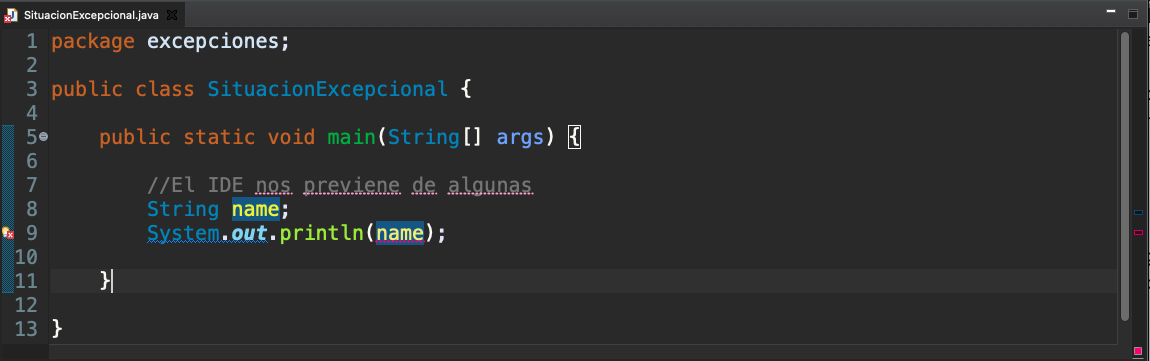 SituacionExcepcional.java
1 package excepciones;
2
3 public class SituacionExcepcional {
4
5 public static void main(String[] args) {
6
7 //El IDE nos previene de algunas
8 String name;
9 System.out.println(name);
10
11 }
12
13 }